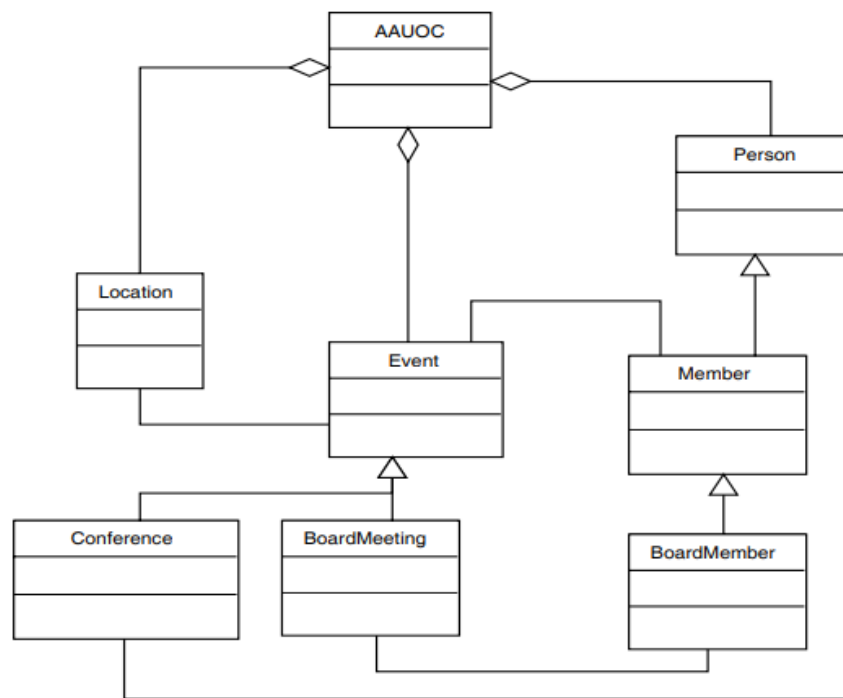 AAUOC
Person
Location
Event
Member
Conference
BoardMeeting
BoardMember